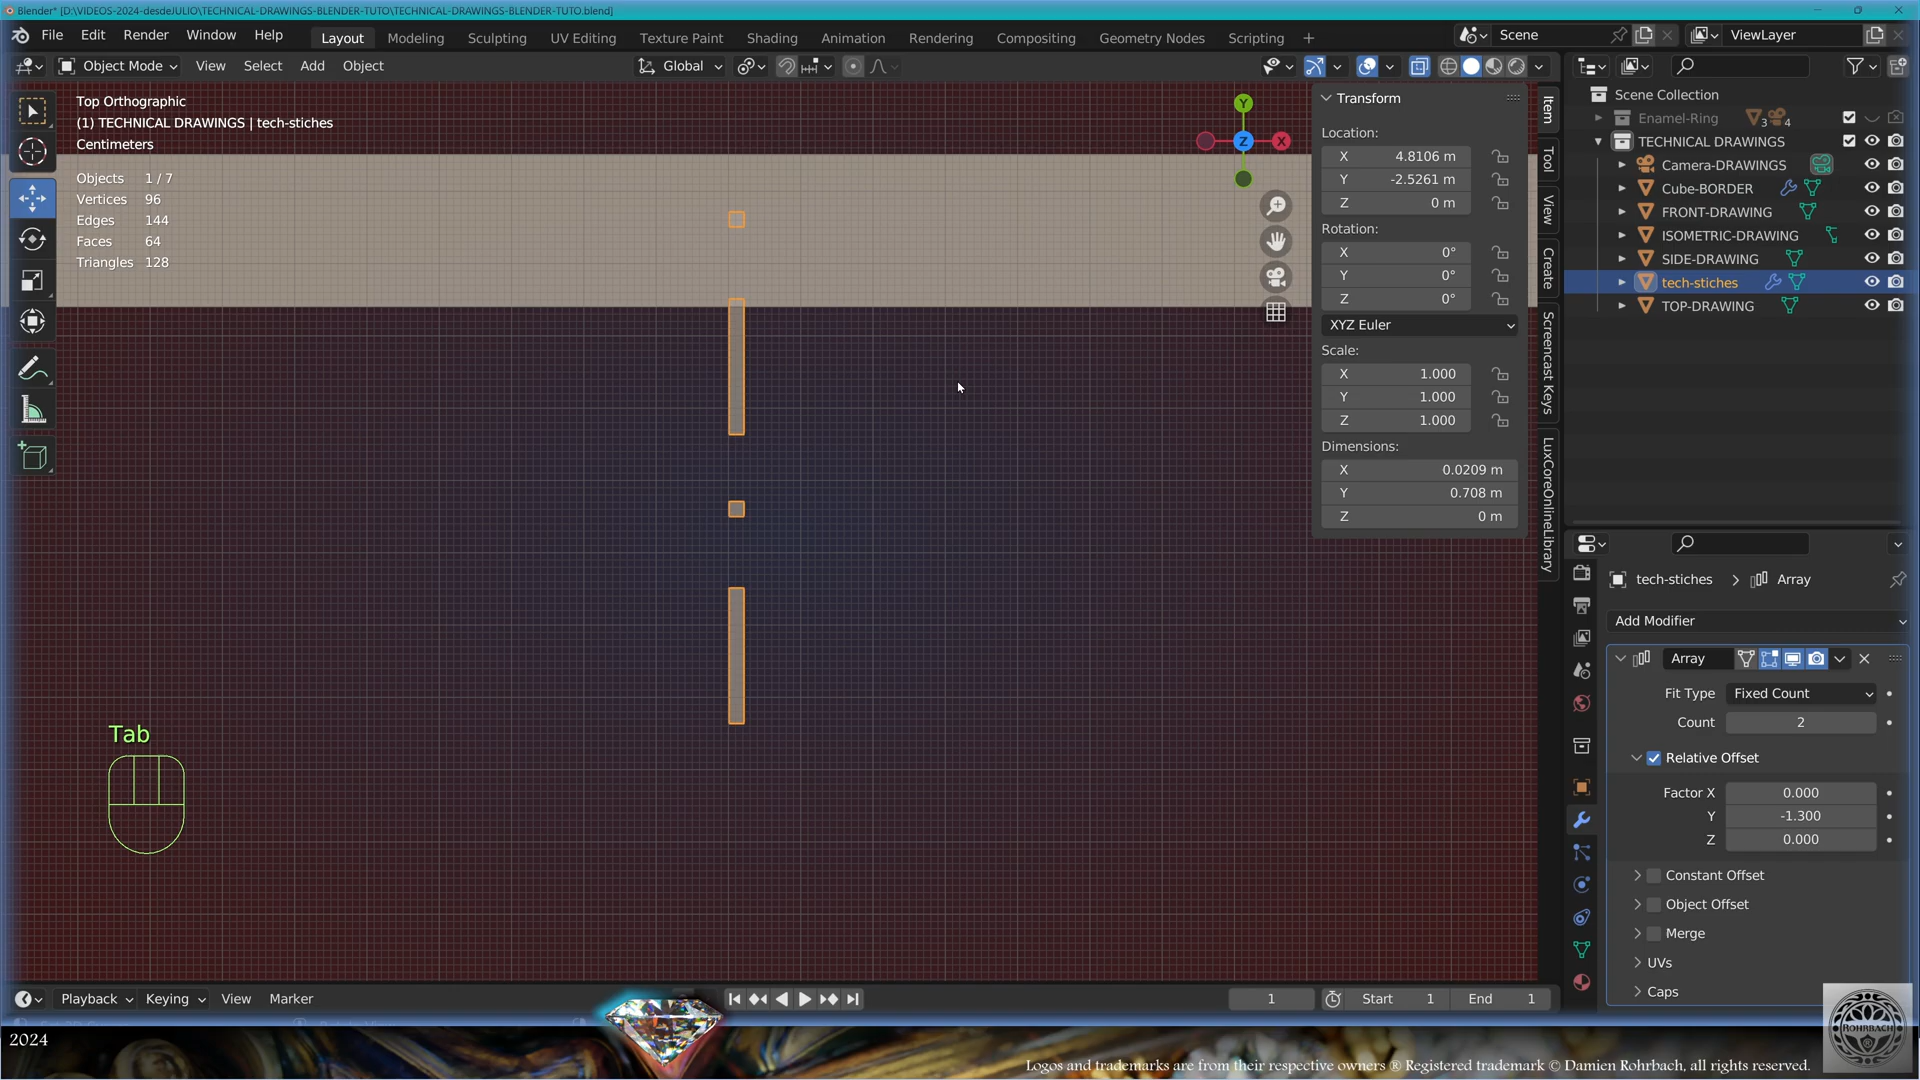 Blender* [D:\VIDEOS-2024-desdeJULIO\TECHNICAL-DRAWINGS-BLENDER-TUTO\TECHNICAL-DRAWINGS-BLENDER-TUTO.blend]
File Edit Render Window Help Layout Modeling Sculpting UV Editing Texture Paint Shading Animation Rendering Compositing Geometry Nodes Scripting + Scene ViewLayer
Object Mode View Select Add Object Global
Top Orthographic
(1) TECHNICAL DRAWINGS | tech-stiches
Centimeters
Objects 1 / 7
Vertices 96
Edges 144
Faces 64
Triangles 128
Y
Z
X
Tab
Transform
Location:
X 4.8106 m
Y -2.5261 m
Z 0 m
Rotation:
X 0°
Y 0°
Z 0°
XYZ Euler
Scale:
X 1.000
Y 1.000
Z 1.000
Dimensions:
X 0.0209 m
Y 0.708 m
Z 0 m
Item
Tool
View
Create
Screencast Keys
LuxCoreOnlineLibrary
Scene Collection
Enamel-Ring 3 4
TECHNICAL DRAWINGS
Camera-DRAWINGS
Cube-BORDER
FRONT-DRAWING
ISOMETRIC-DRAWING
SIDE-DRAWING
tech-stiches
TOP-DRAWING
tech-stiches > Array
Add Modifier
Array
Fit Type Fixed Count
Count 2
Relative Offset
Factor X 0.000
Y -1.300
Z 0.000
Constant Offset
Object Offset
Merge
UVs
Caps
Playback Keying View Marker 1 Start 1 End 1
2024
ROHRBACH
®
Logos and trademarks are from their respective owners ® Registered trademark © Damien Rohrbach, all rights reserved.